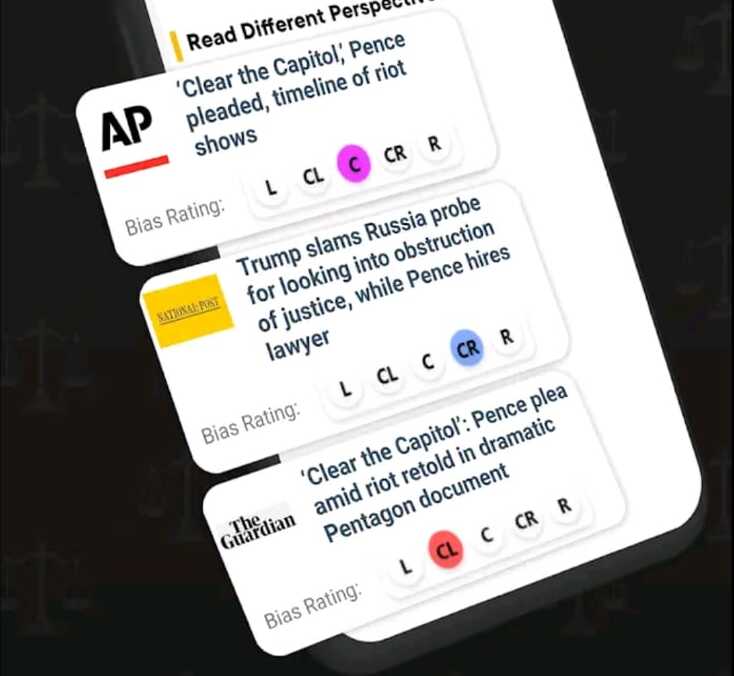 Read Different Perspectiv
'Clear the Capitol,' Pence
pleaded, timeline of riot
shows
AP
L CL C CR R
Bias Rating:
Trump slams Russia probe
for looking into obstruction
of justice, while Pence hires
lawyer
NATIONAL POST
L CL C CR R
Bias Rating:
'Clear the Capitol': Pence plea
amid riot retold in dramatic
Pentagon document
The
Guardian
L CL C CR R
Bias Rating: